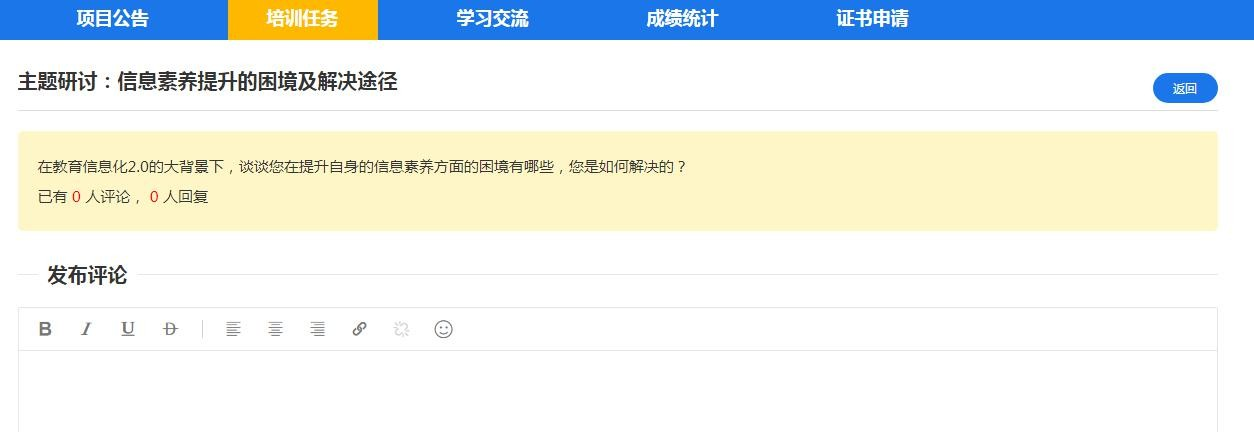 项目公告 培训任务 学习交流 成绩统计 证书申请
主题研讨：信息素养提升的困境及解决途径
返回
在教育信息化2.0的大背景下，谈谈您在提升自身的信息素养方面的困境有哪些，您是如何解决的？
已有 0 人评论， 0 人回复
发布评论
B I U D